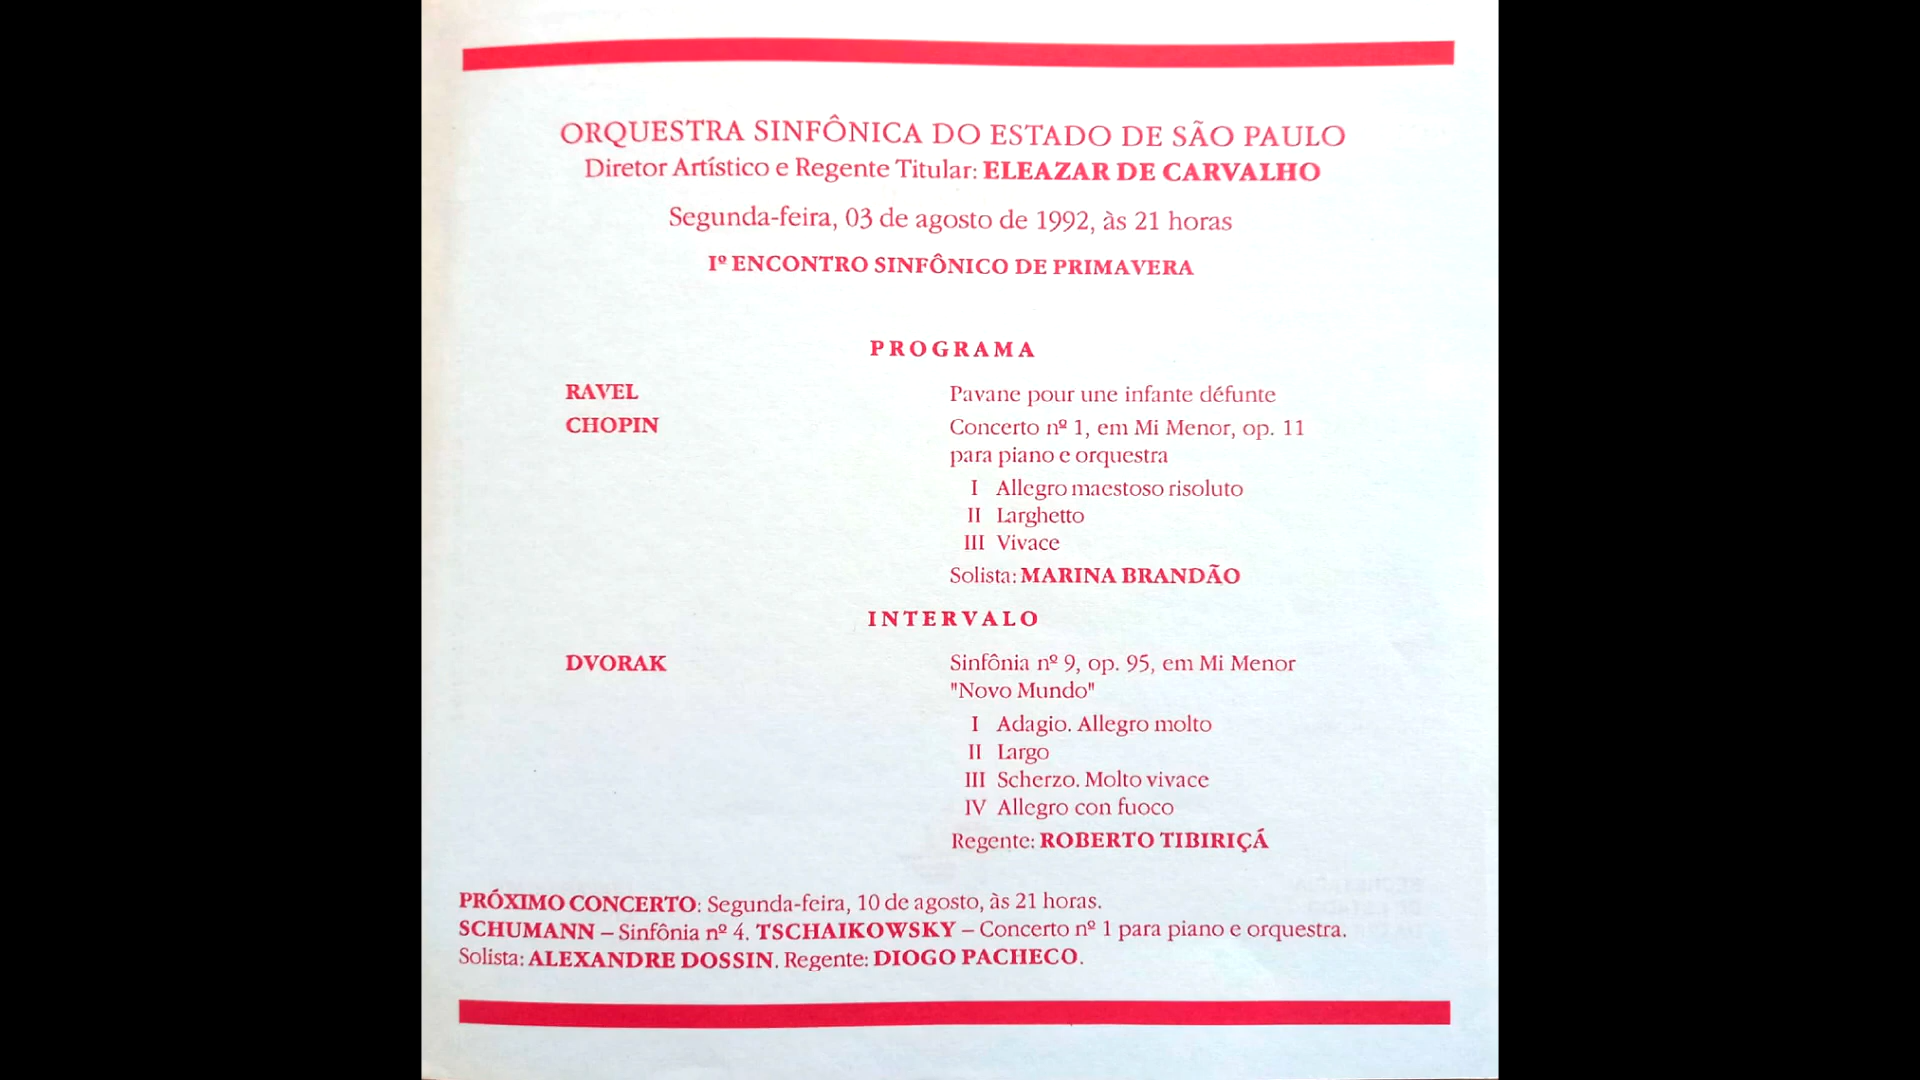 ORQUESTRA SINFÔNICA DO ESTADO DE SÃO PAULO
Diretor Artístico e Regente Titular: ELEAZAR DE CARVALHO
Segunda-feira, 03 de agosto de 1992, às 21 horas
Iº ENCONTRO SINFÔNICO DE PRIMAVERA
PROGRAMA
RAVEL Pavane pour une infante défunte
CHOPIN Concerto nº 1, em Mi Menor, op. 11
para piano e orquestra
I Allegro maestoso risoluto
II Larghetto
III Vivace
Solista: MARINA BRANDÃO
INTERVALO
DVORAK Sinfônia nº 9, op. 95, em Mi Menor
"Novo Mundo"
I Adagio. Allegro molto
II Largo
III Scherzo. Molto vivace
IV Allegro con fuoco
Regente: ROBERTO TIBIRIÇÁ
PRÓXIMO CONCERTO: Segunda-feira, 10 de agosto, às 21 horas.
SCHUMANN – Sinfônia nº 4. TSCHAIKOWSKY – Concerto nº 1 para piano e orquestra.
Solista: ALEXANDRE DOSSIN. Regente: DIOGO PACHECO.